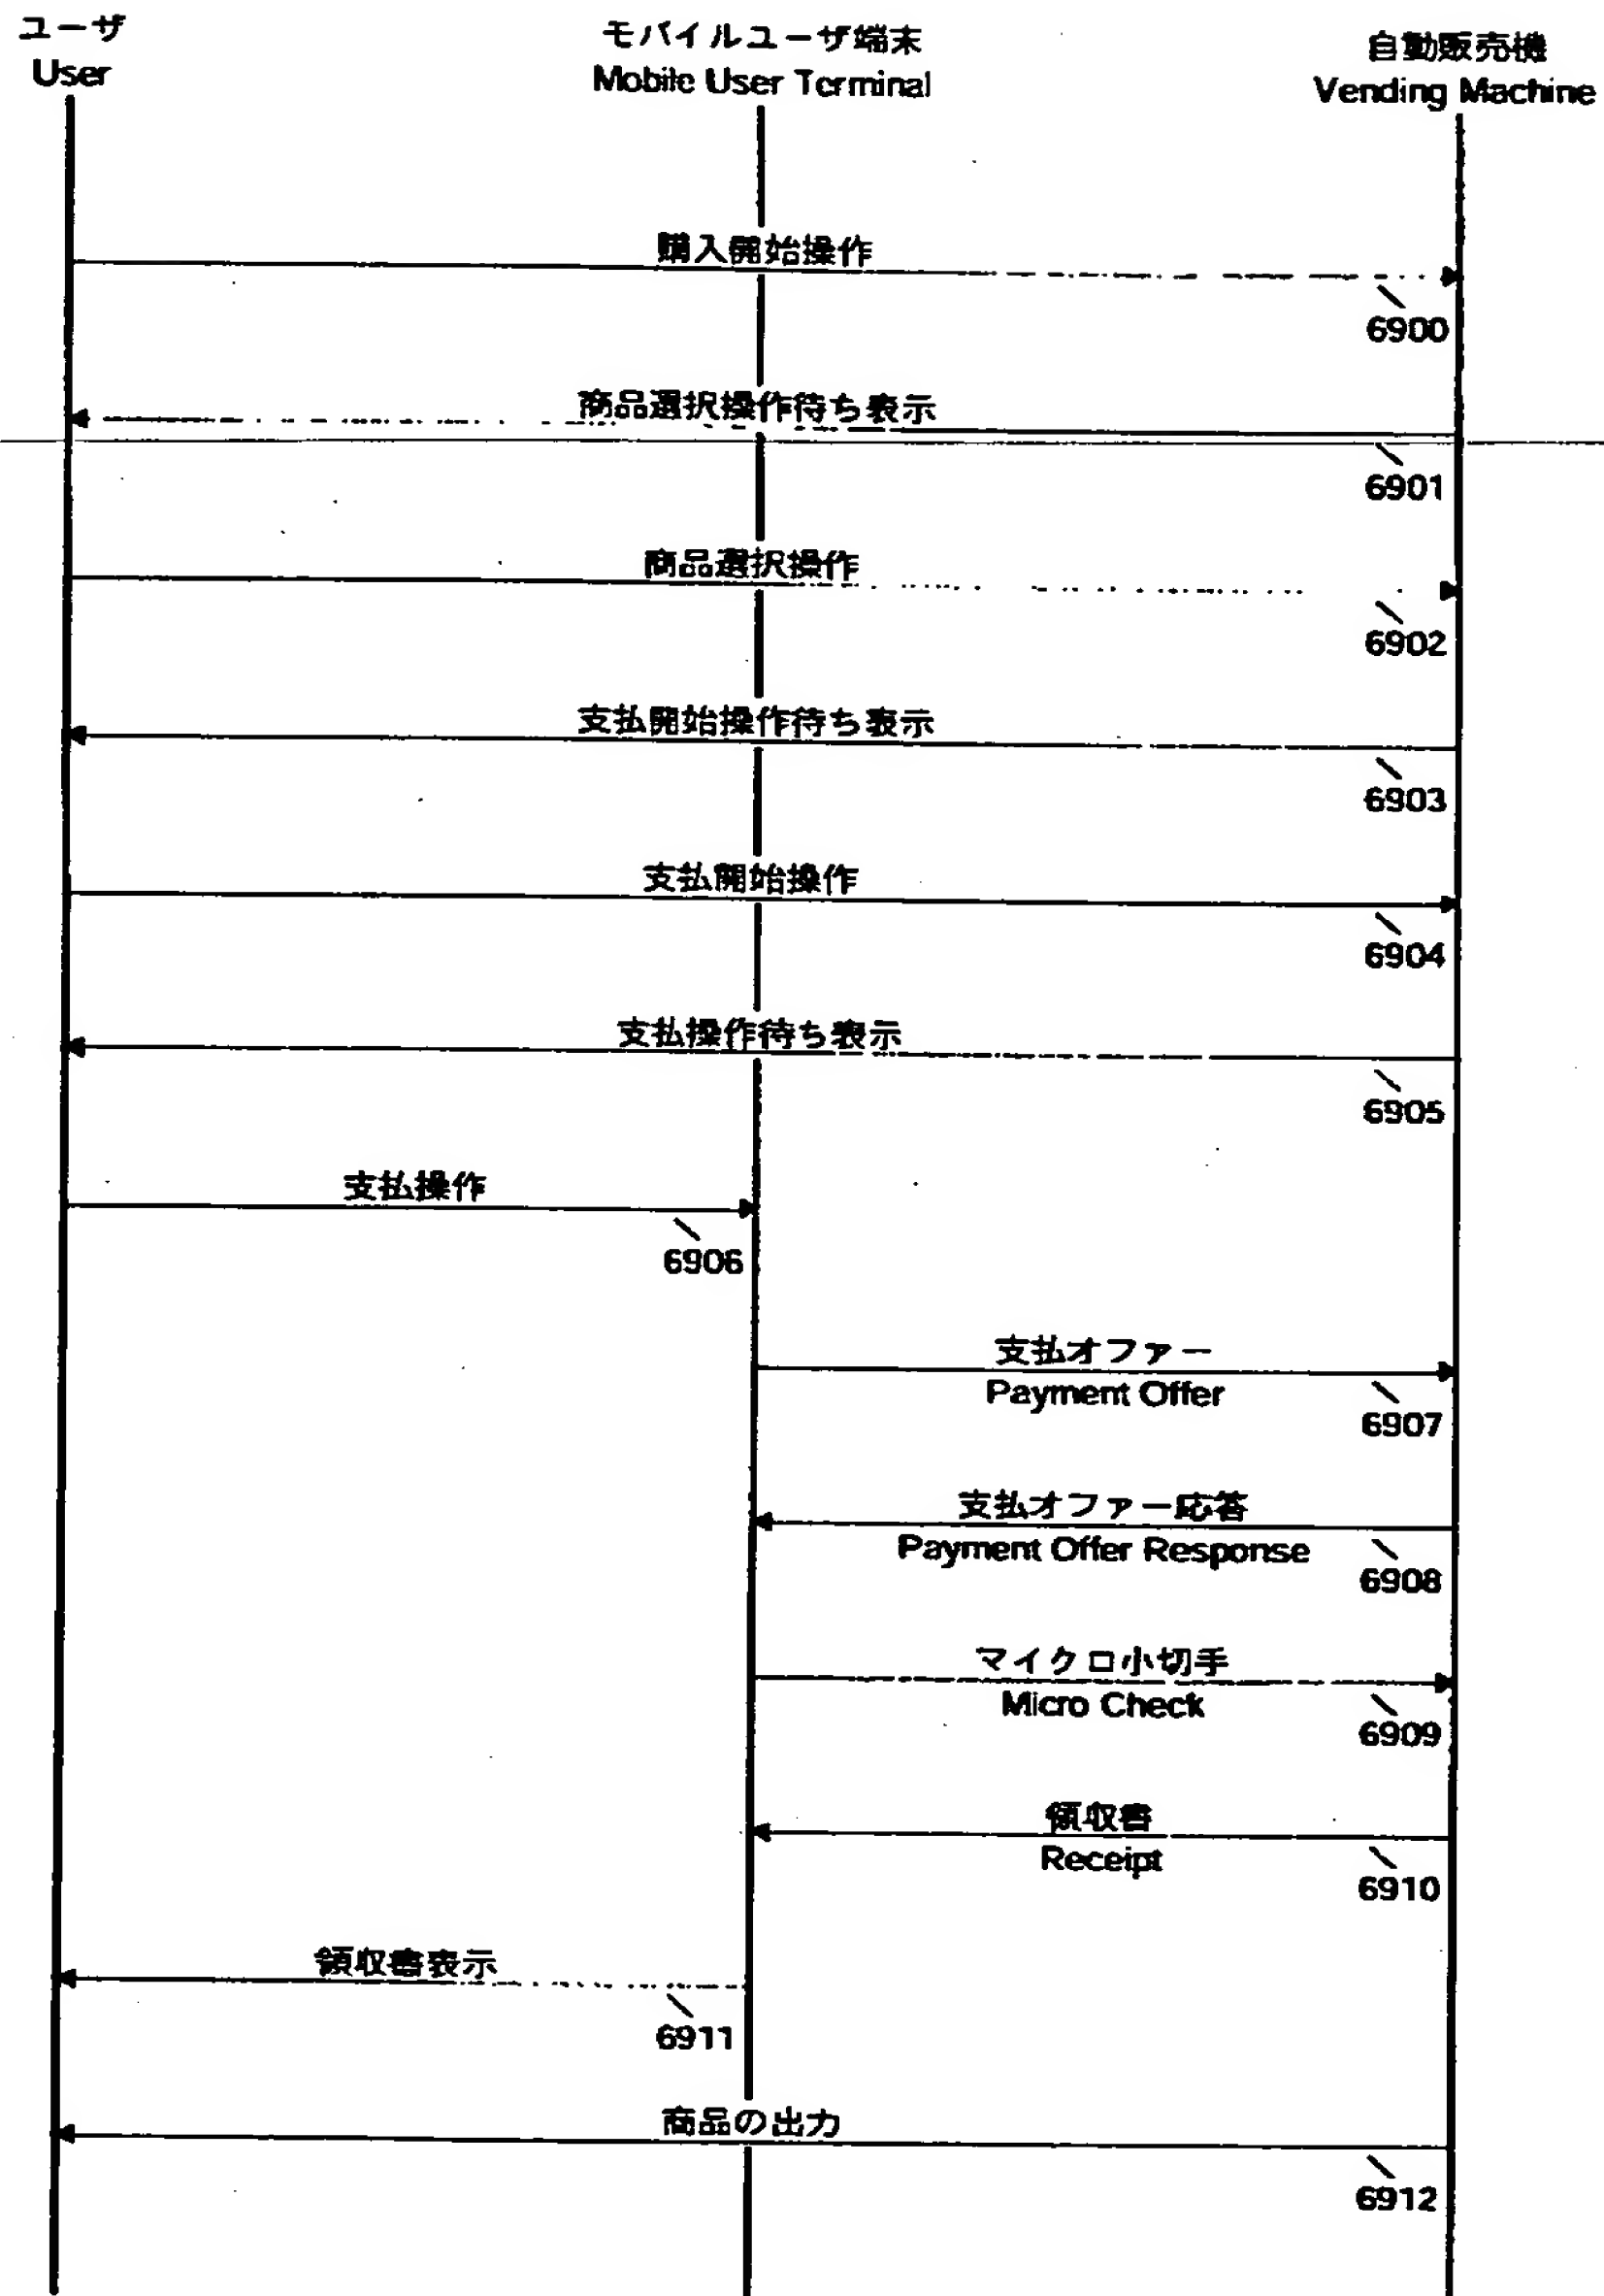 ユーザ
User
モバイルユーザ端末
Mobile User Terminal
自動販売機
Vending Machine
購入開始操作
6900
商品選択操作待ち表示
6901
商品選択操作
6902
支払開始操作待ち表示
6903
支払開始操作
6904
支払操作待ち表示
6905
支払操作
6906
支払オファー
Payment Offer
6907
支払オファー応答
Payment Offer Response
6908
マイクロ小切手
Micro Check
6909
領収書
Receipt
6910
領収書表示
6911
商品の出力
6912